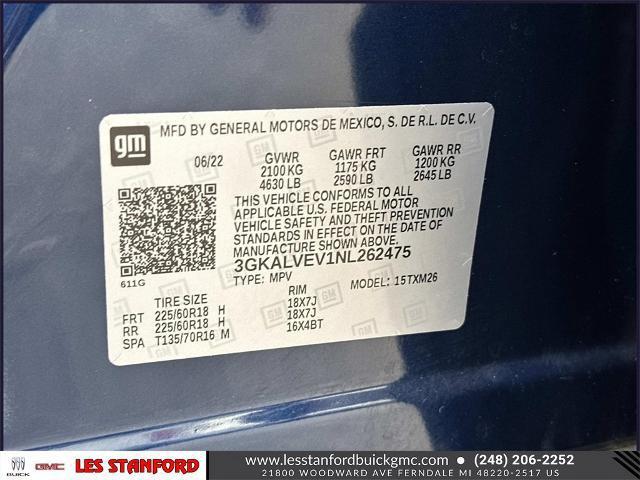 gm
MFD BY GENERAL MOTORS DE MEXICO, S. DE R.L. DE C.V.
06/22 GVWR GAWR FRT GAWR RR
2100 KG 1175 KG 1200 KG
4630 LB 2590 LB 2645 LB
THIS VEHICLE CONFORMS TO ALL
APPLICABLE U.S. FEDERAL MOTOR
VEHICLE SAFETY AND THEFT PREVENTION
STANDARDS IN EFFECT ON THE DATE OF
MANUFACTURE SHOWN ABOVE.
3GKALVEV1NL262475
611G
TYPE: MPV MODEL: 15TXM26
TIRE SIZE RIM
FRT 225/60R18 H 18X7J
RR 225/60R18 H 18X7J
SPA T135/70R16 M 16X4BT
BUICK GMC LES STANFORD
www.lesstanfordbuickgmc.com • (248) 206-2252
21800 WOODWARD AVE FERNDALE MI 48220-2517 US